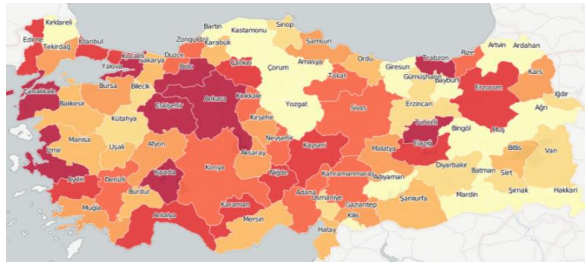 Kırklareli
Edirne
Tekirdağ
İstanbul
Yalova
Kocaeli
Sakarya
Düzce
Zonguldak
Bartın
Karabük
Kastamonu
Sinop
Samsun
Çankırı
Bolu
Çorum
Amasya
Tokat
Ordu
Giresun
Gümüşhane
Trabzon
Bayburt
Rize
Artvin
Ardahan
Kars
Iğdır
Erzurum
Ağrı
Çanakkale
Balıkesir
Bursa
Bilecik
Eskişehir
Ankara
Kırıkkale
Yozgat
Sivas
Erzincan
Tunceli
Bingöl
Muş
Kütahya
Kırşehir
Manisa
Uşak
Afyon
Nevşehir
Aksaray
Kayseri
Malatya
Elazığ
Bitlis
Van
Diyarbakır
Batman
Siirt
İzmir
Aydın
Denizli
Isparta
Burdur
Konya
Niğde
Kahramanmaraş
Adıyaman
Şırnak
Hakkari
Mardin
Şanlıurfa
Muğla
Antalya
Karaman
Mersin
Adana
Osmaniye
Gaziantep
Kilis
Hatay